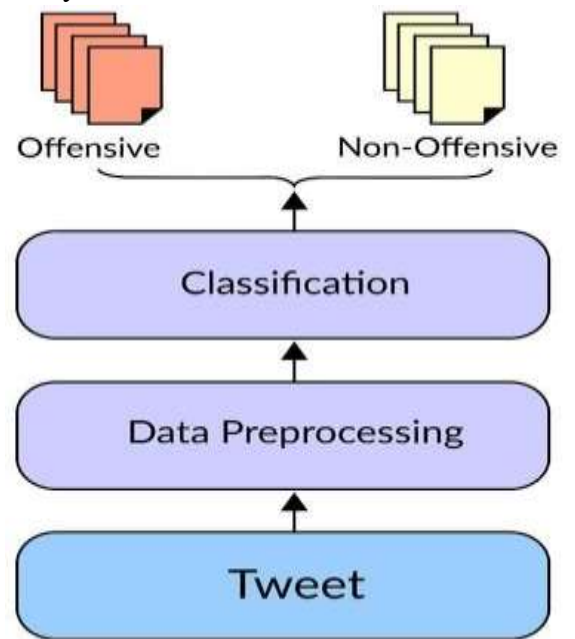 Offensive
Non-Offensive
Classification
Data Preprocessing
Tweet